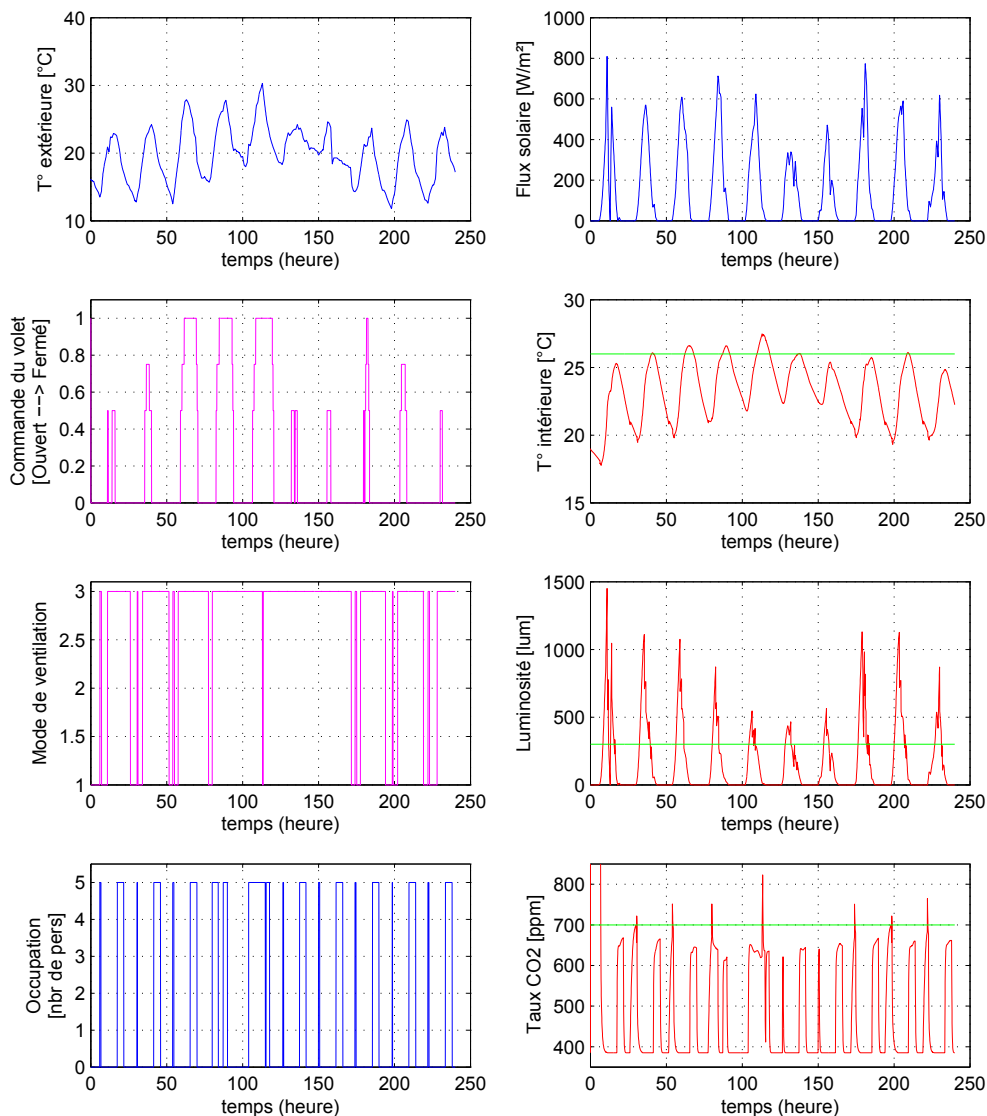 T° extérieure [°C]
40
30
20
10
0 50 100 150 200 250
temps (heure)
Flux solaire [W/m²]
1000
800
600
400
200
0
0 50 100 150 200 250
temps (heure)
Commande du volet
[Ouvert −−> Fermé]
1
0.8
0.6
0.4
0.2
0
0 50 100 150 200 250
temps (heure)
T° intérieure [°C]
30
25
20
15
0 50 100 150 200 250
temps (heure)
Mode de ventilation
3
2.5
2
1.5
1
0 50 100 150 200 250
temps (heure)
Luminosité [lum]
1500
1000
500
0
0 50 100 150 200 250
temps (heure)
Occupation
[nbr de pers]
5
4
3
2
1
0
0 50 100 150 200 250
temps (heure)
Taux CO2 [ppm]
800
700
600
500
400
0 50 100 150 200 250
temps (heure)